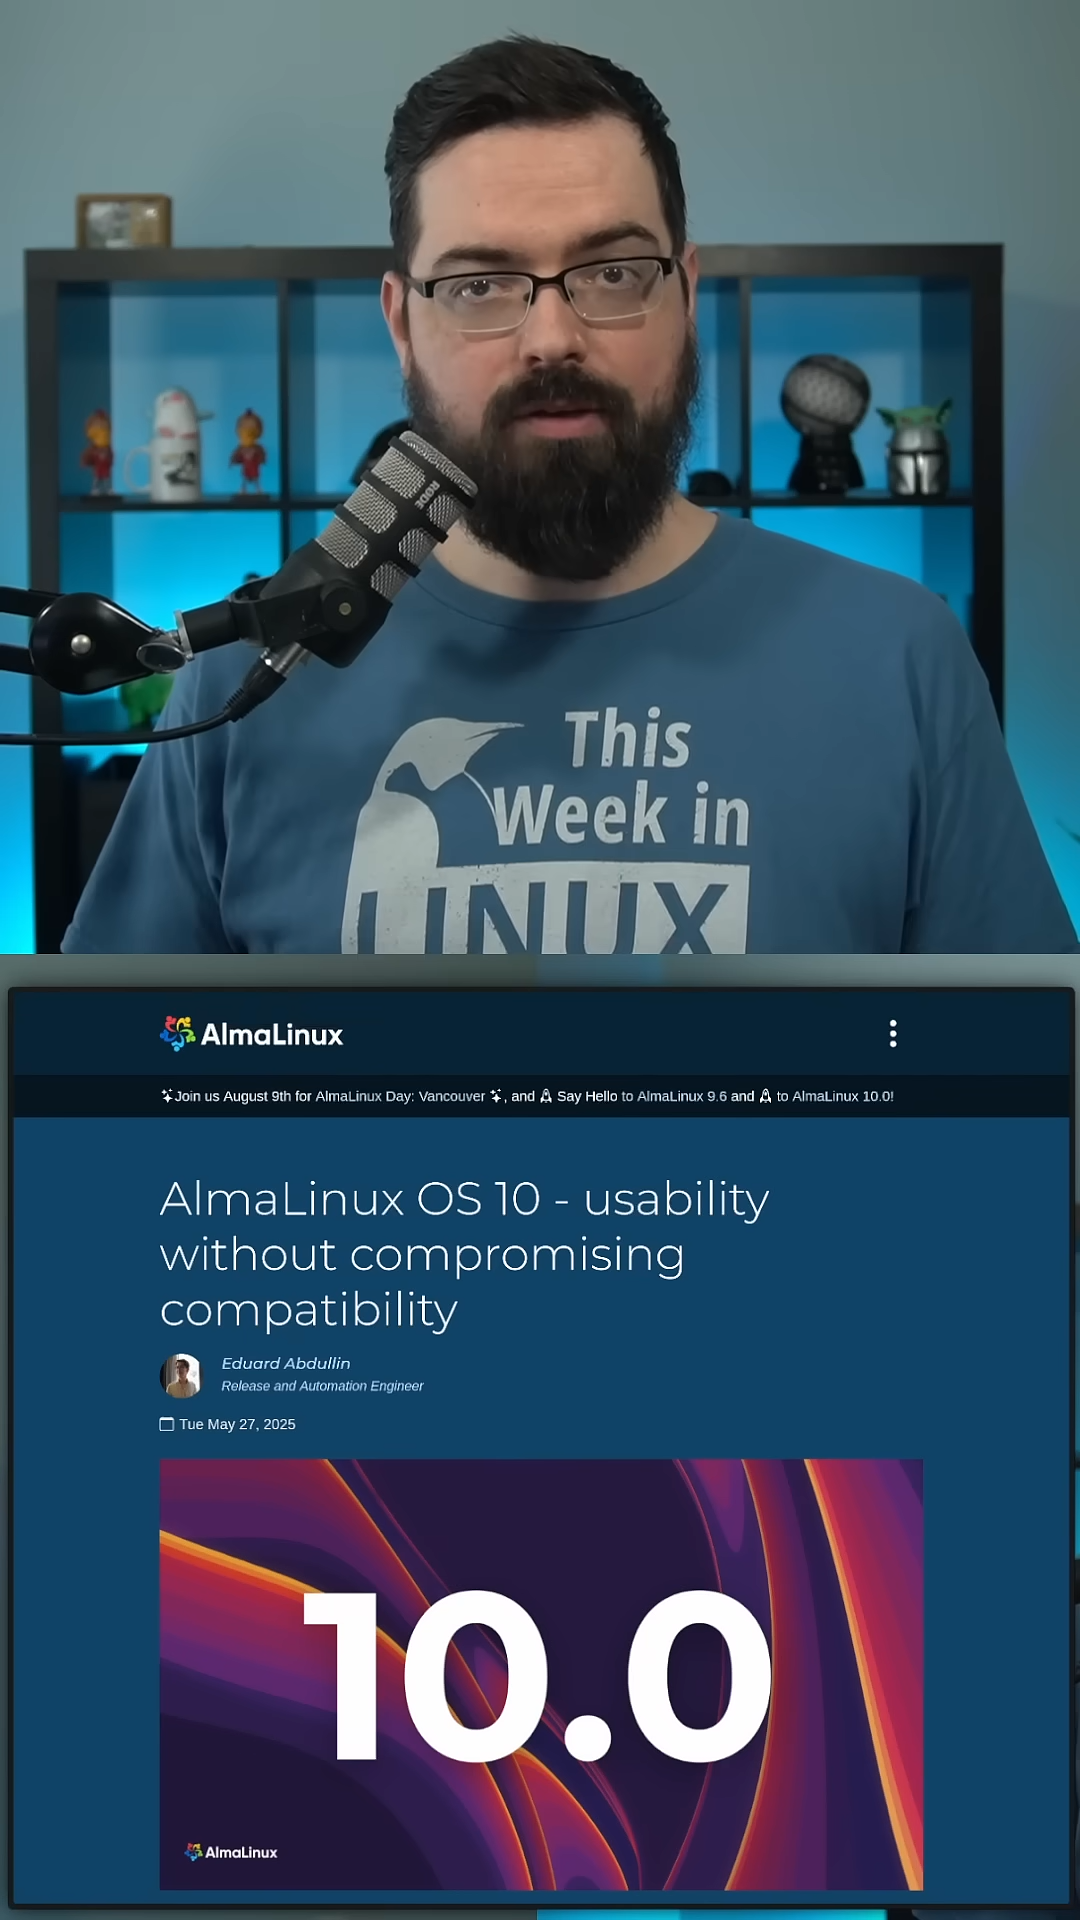 RØDE
This
Week in
LINUX
AlmaLinux
Join us August 9th for AlmaLinux Day: Vancouver , and Say Hello to AlmaLinux 9.6 and to AlmaLinux 10.0!
AlmaLinux OS 10 - usability
without compromising
compatibility
Eduard Abdullin
Release and Automation Engineer
Tue May 27, 2025
10.0
AlmaLinux